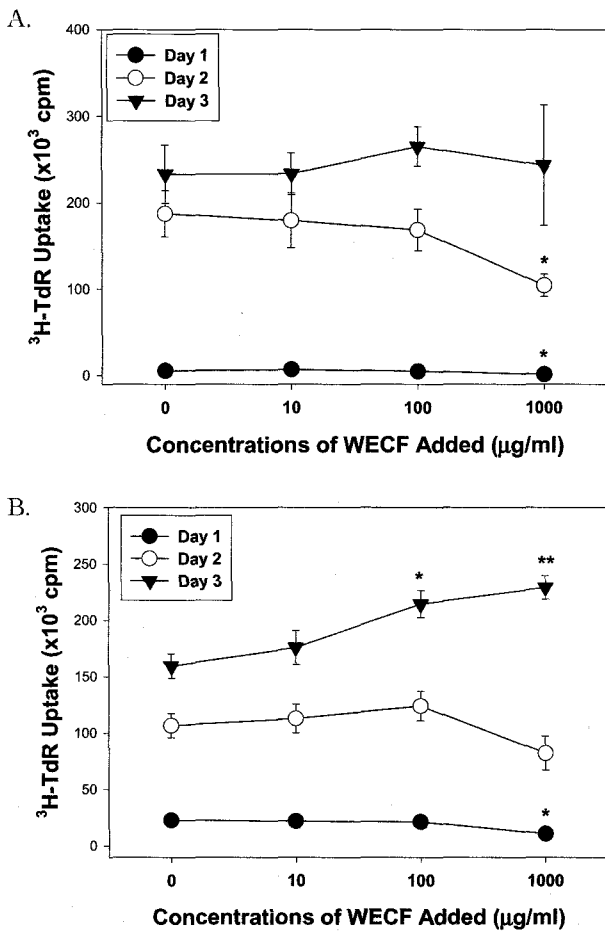 A.
400
300
200
100
0
³H-TdR Uptake (x10³ cpm)
Day 1
Day 2
Day 3
*
*
0 10 100 1000
Concentrations of WECF Added (µg/ml)
B.
300
250
200
150
100
50
0
³H-TdR Uptake (x10³ cpm)
Day 1
Day 2
Day 3
*
**
*
0 10 100 1000
Concentrations of WECF Added (µg/ml)